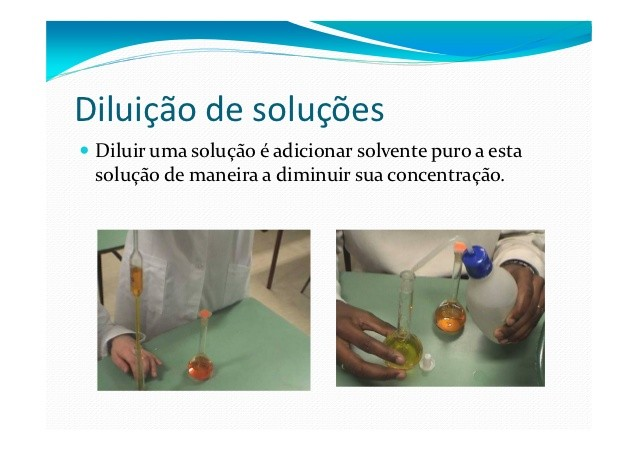 Diluição de soluções
Diluir uma solução é adicionar solvente puro a esta
solução de maneira a diminuir sua concentração.